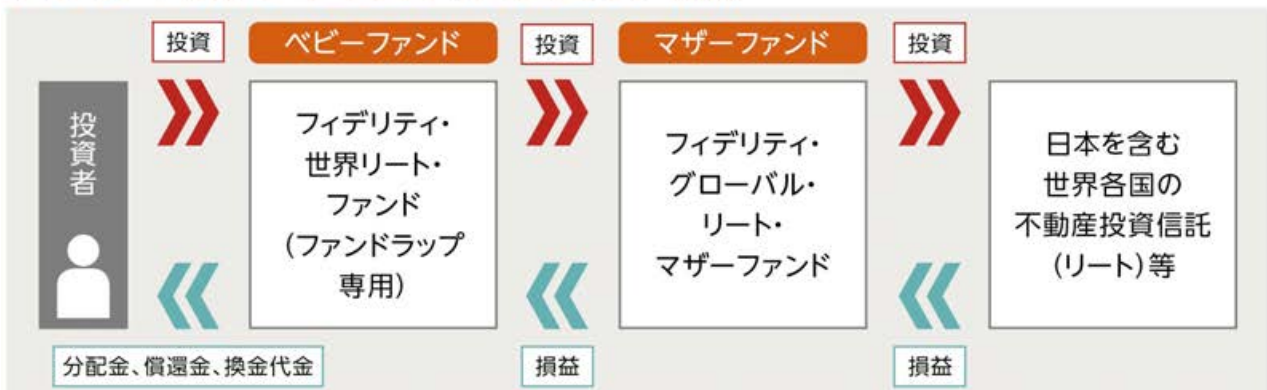 投資
ベビーファンド
投資
マザーファンド
投資
投資者
フィデリティ・
世界リート・
ファンド
(ファンドラップ
専用)
フィデリティ・
グローバル・
リート・
マザーファンド
日本を含む
世界各国の
不動産投資信託
(リート)等
分配金、償還金、換金代金
損益
損益